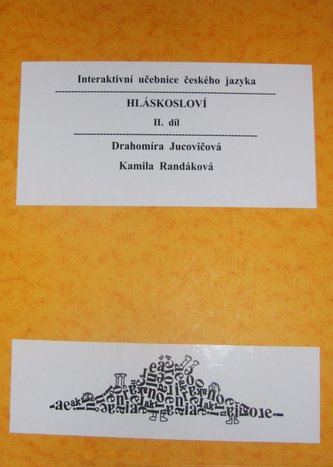 Interaktivní učebnice českého jazyka
HLÁSKOSLOVÍ
II. díl
Drahomíra Jucovičová
Kamila Randáková